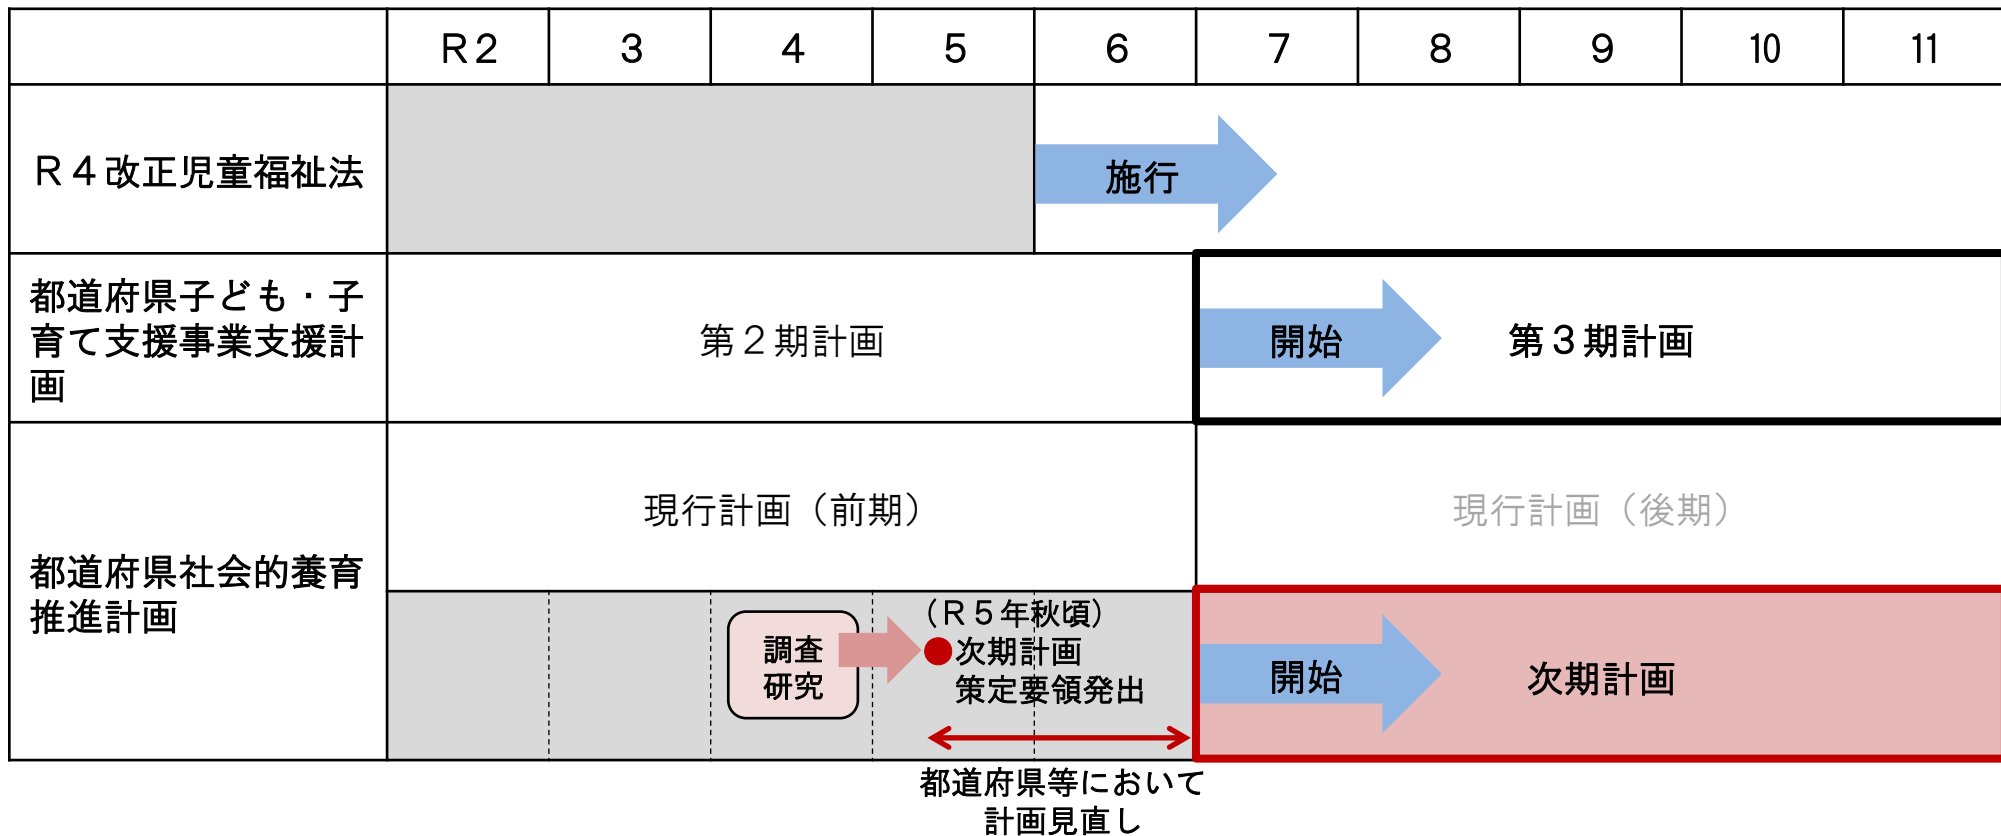 R2 3 4 5 6 7 8 9 10 11
R4改正児童福祉法
施行
都道府県子ども・子
育て支援事業支援計
画
第2期計画
開始
第3期計画
都道府県社会的養育
推進計画
現行計画（前期）
現行計画（後期）
調査
研究
（R5年秋頃）
次期計画
策定要領発出
開始
次期計画
都道府県等において
計画見直し